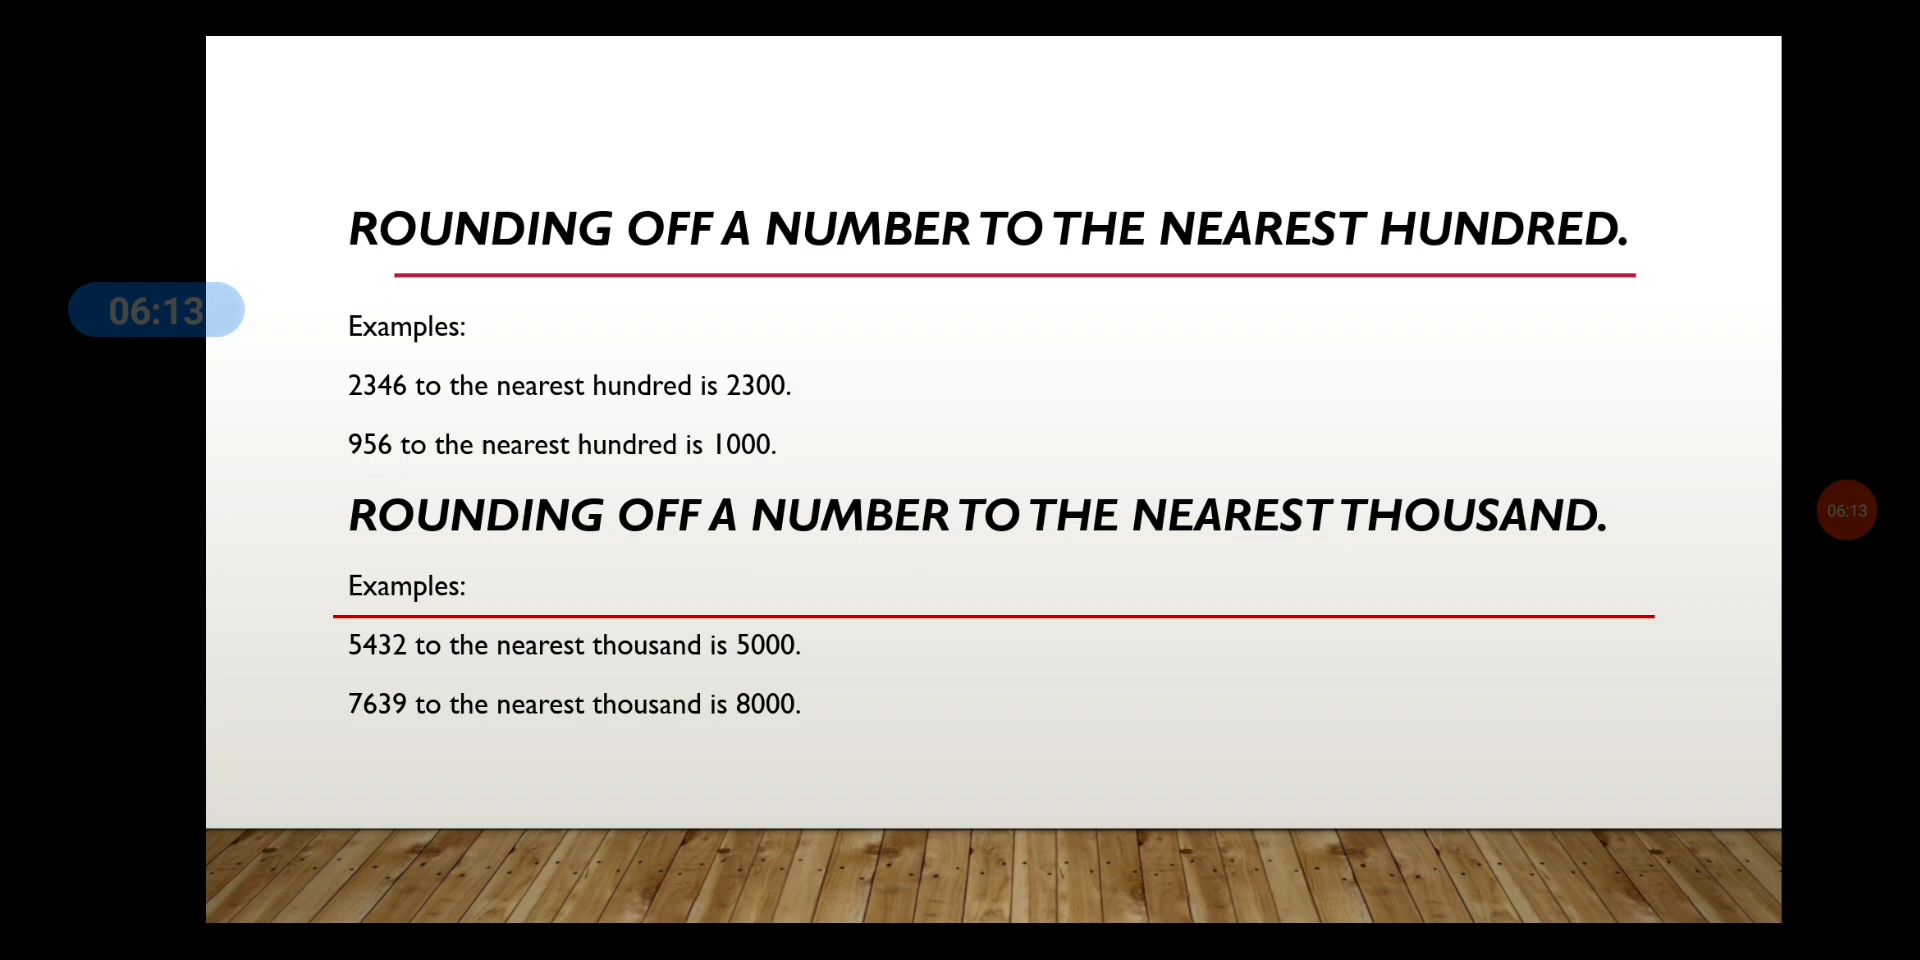 ROUNDING OFF A NUMBER TO THE NEAREST HUNDRED.
06:13
Examples:
2346 to the nearest hundred is 2300.
956 to the nearest hundred is 1000.
ROUNDING OFF A NUMBER TO THE NEAREST THOUSAND.
06:13
Examples:
5432 to the nearest thousand is 5000.
7639 to the nearest thousand is 8000.